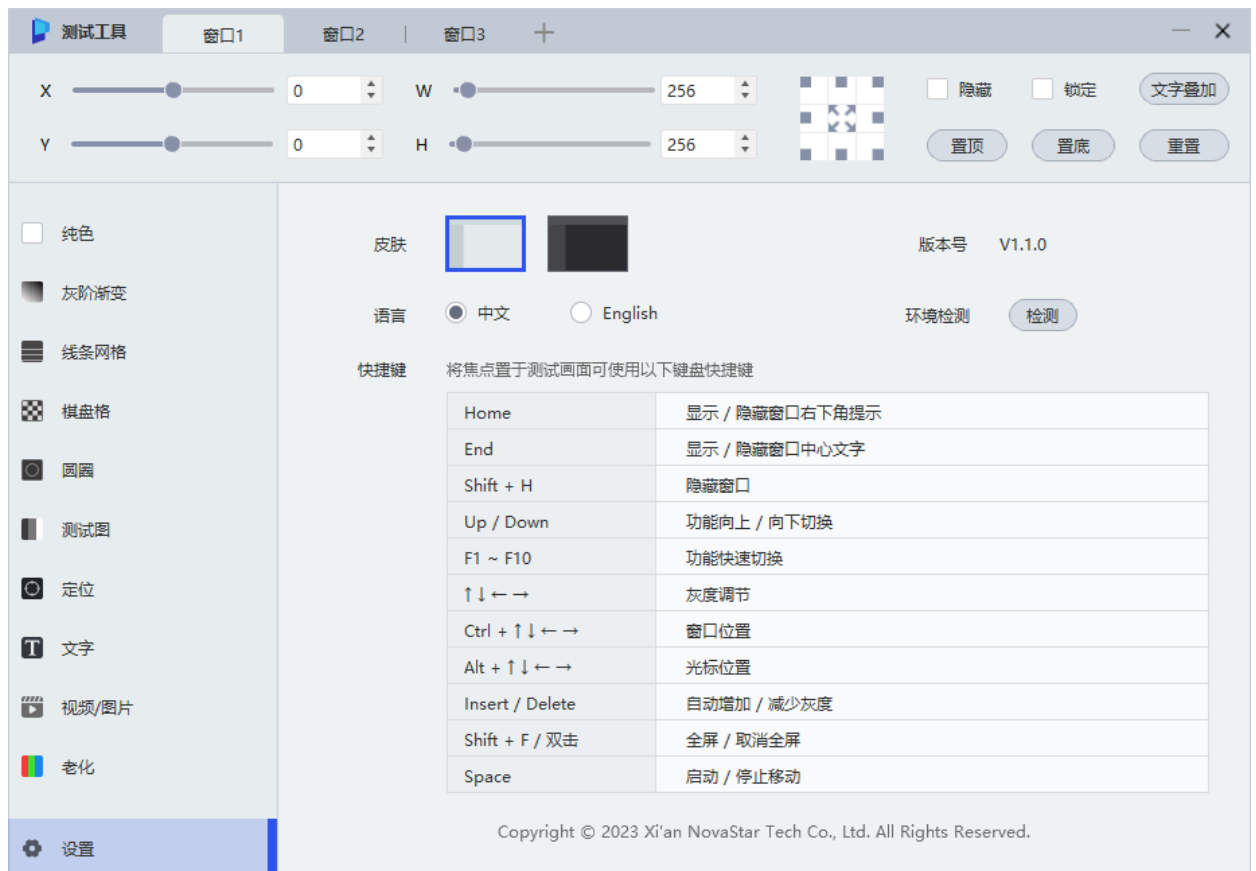 测试工具 窗口1 窗口2 窗口3
X 0 W 256 隐藏 锁定 文字叠加
Y 0 H 256 置顶 置底 重置
纯色
灰阶渐变
线条网格
棋盘格
圆圈
测试图
定位
文字
视频/图片
老化
设置
皮肤 版本号 V1.1.0
语言 中文 English 环境检测 检测
快捷键 将焦点置于测试画面可使用以下键盘快捷键
Home 显示 / 隐藏窗口右下角提示
End 显示 / 隐藏窗口中心文字
Shift + H 隐藏窗口
Up / Down 功能向上 / 向下切换
F1 ~ F10 功能快速切换
↑↓←→ 灰度调节
Ctrl + ↑↓←→ 窗口位置
Alt + ↑↓←→ 光标位置
Insert / Delete 自动增加 / 减少灰度
Shift + F / 双击 全屏 / 取消全屏
Space 启动 / 停止移动
Copyright © 2023 Xi'an NovaStar Tech Co., Ltd. All Rights Reserved.